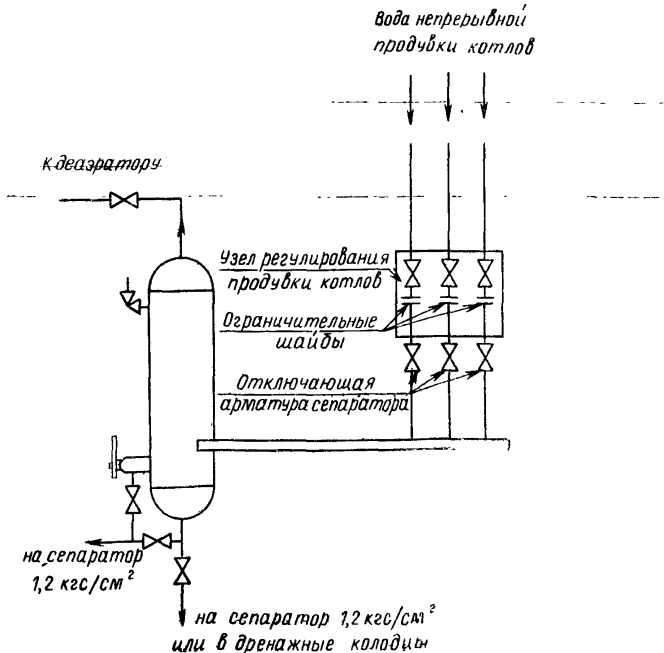 Вода непрерывной
продувки котлов
К деаэратору
Узел регулирования
продувки котлов
Ограничительные
шайбы
Отключающая
арматура сепаратора
на сепаратор
1,2 кгс/см²
на сепаратор 1,2 кгс/см²
или в дренажные колодцы